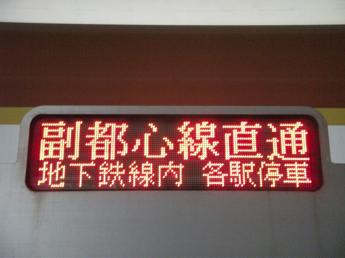 副都心線直通
地下鉄線内 各駅停車